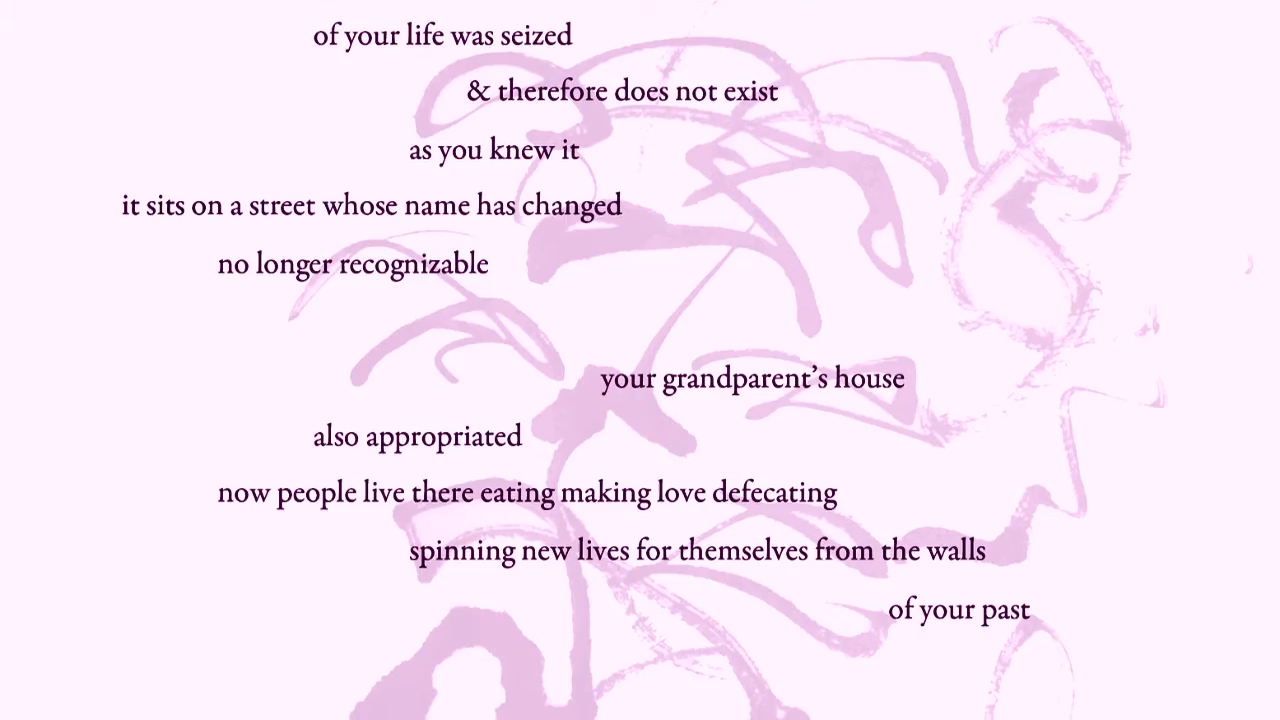 of your life was seized
& therefore does not exist
as you knew it
it sits on a street whose name has changed
no longer recognizable
your grandparent’s house
also appropriated
now people live there eating making love defecating
spinning new lives for themselves from the walls
of your past